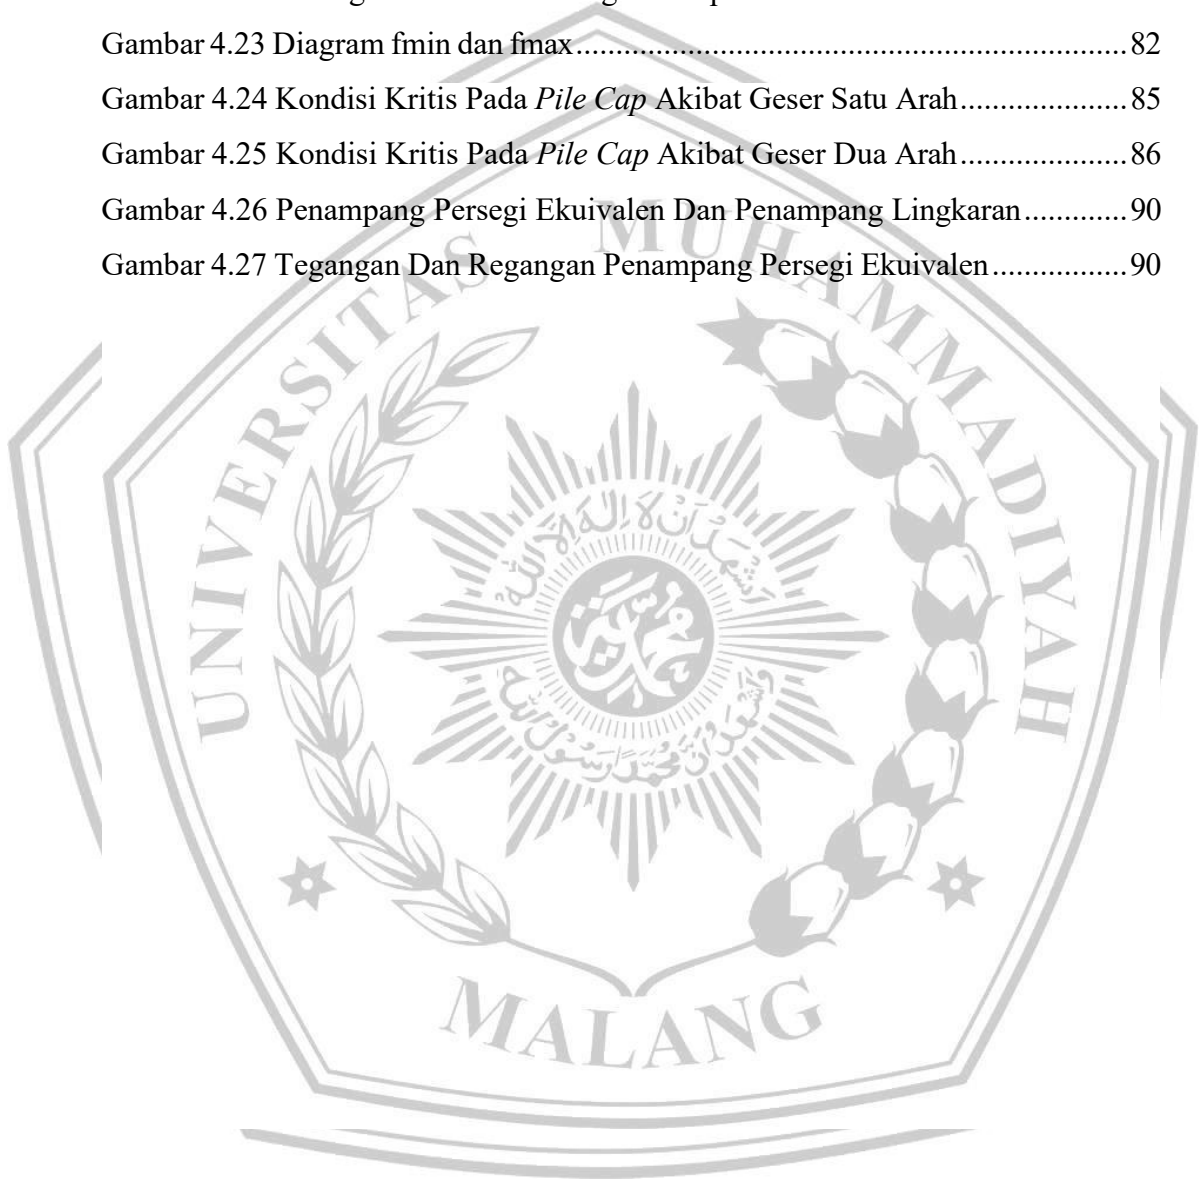 Gambar 4.23 Diagram fmin dan fmax.................................................................... 82
Gambar 4.24 Kondisi Kritis Pada Pile Cap Akibat Geser Satu Arah .................... 85
Gambar 4.25 Kondisi Kritis Pada Pile Cap Akibat Geser Dua Arah .................... 86
Gambar 4.26 Penampang Persegi Ekuivalen Dan Penampang Lingkaran ............. 90
Gambar 4.27 Tegangan Dan Regangan Penampang Persegi Ekuivalen ................. 90
UNIVERSITAS MUHAMMADIYAH
MALANG